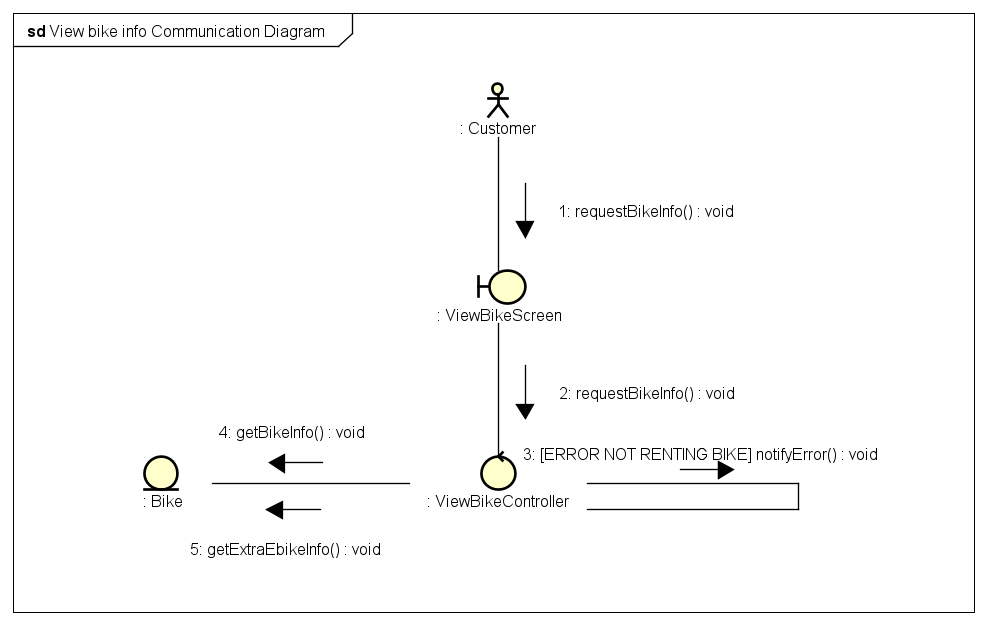 sd View bike info Communication Diagram
: Customer
1: requestBikeInfo() : void
: ViewBikeScreen
2: requestBikeInfo() : void
4: getBikeInfo() : void
3: [ERROR NOT RENTING BIKE] notifyError() : void
: Bike
: ViewBikeController
5: getExtraEbikeInfo() : void